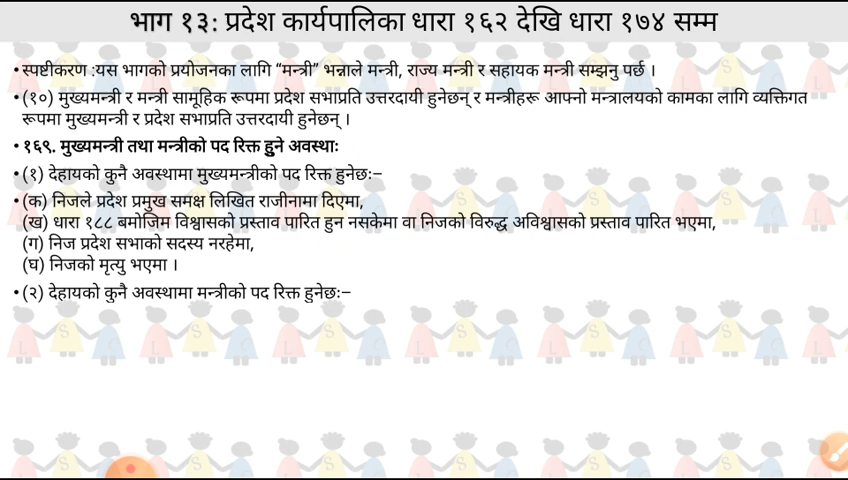 भाग १३: प्रदेश कार्यपालिका धारा १६२ देखि धारा १७४ सम्म
• स्पष्टीकरण :यस भागको प्रयोजनका लागि “मन्त्री” भन्नाले मन्त्री, राज्य मन्त्री र सहायक मन्त्री सम्झनु पर्छ ।
• (१०) मुख्यमन्त्री र मन्त्री सामूहिक रूपमा प्रदेश सभाप्रति उत्तरदायी हुनेछन् र मन्त्रीहरू आफ्नो मन्त्रालयको कामका लागि व्यक्तिगत
रूपमा मुख्यमन्त्री र प्रदेश सभाप्रति उत्तरदायी हुनेछन् ।
• १६९. मुख्यमन्त्री तथा मन्त्रीको पद रिक्त हुने अवस्थाः
• (१) देहायको कुनै अवस्थामा मुख्यमन्त्रीको पद रिक्त हुनेछः–
• (क) निजले प्रदेश प्रमुख समक्ष लिखित राजीनामा दिएमा,
(ख) धारा १८८ बमोजिम विश्वासको प्रस्ताव पारित हुन नसकेमा वा निजको विरुद्ध अविश्वासको प्रस्ताव पारित भएमा,
(ग) निज प्रदेश सभाको सदस्य नरहेमा,
(घ) निजको मृत्यु भएमा ।
• (२) देहायको कुनै अवस्थामा मन्त्रीको पद रिक्त हुनेछः–